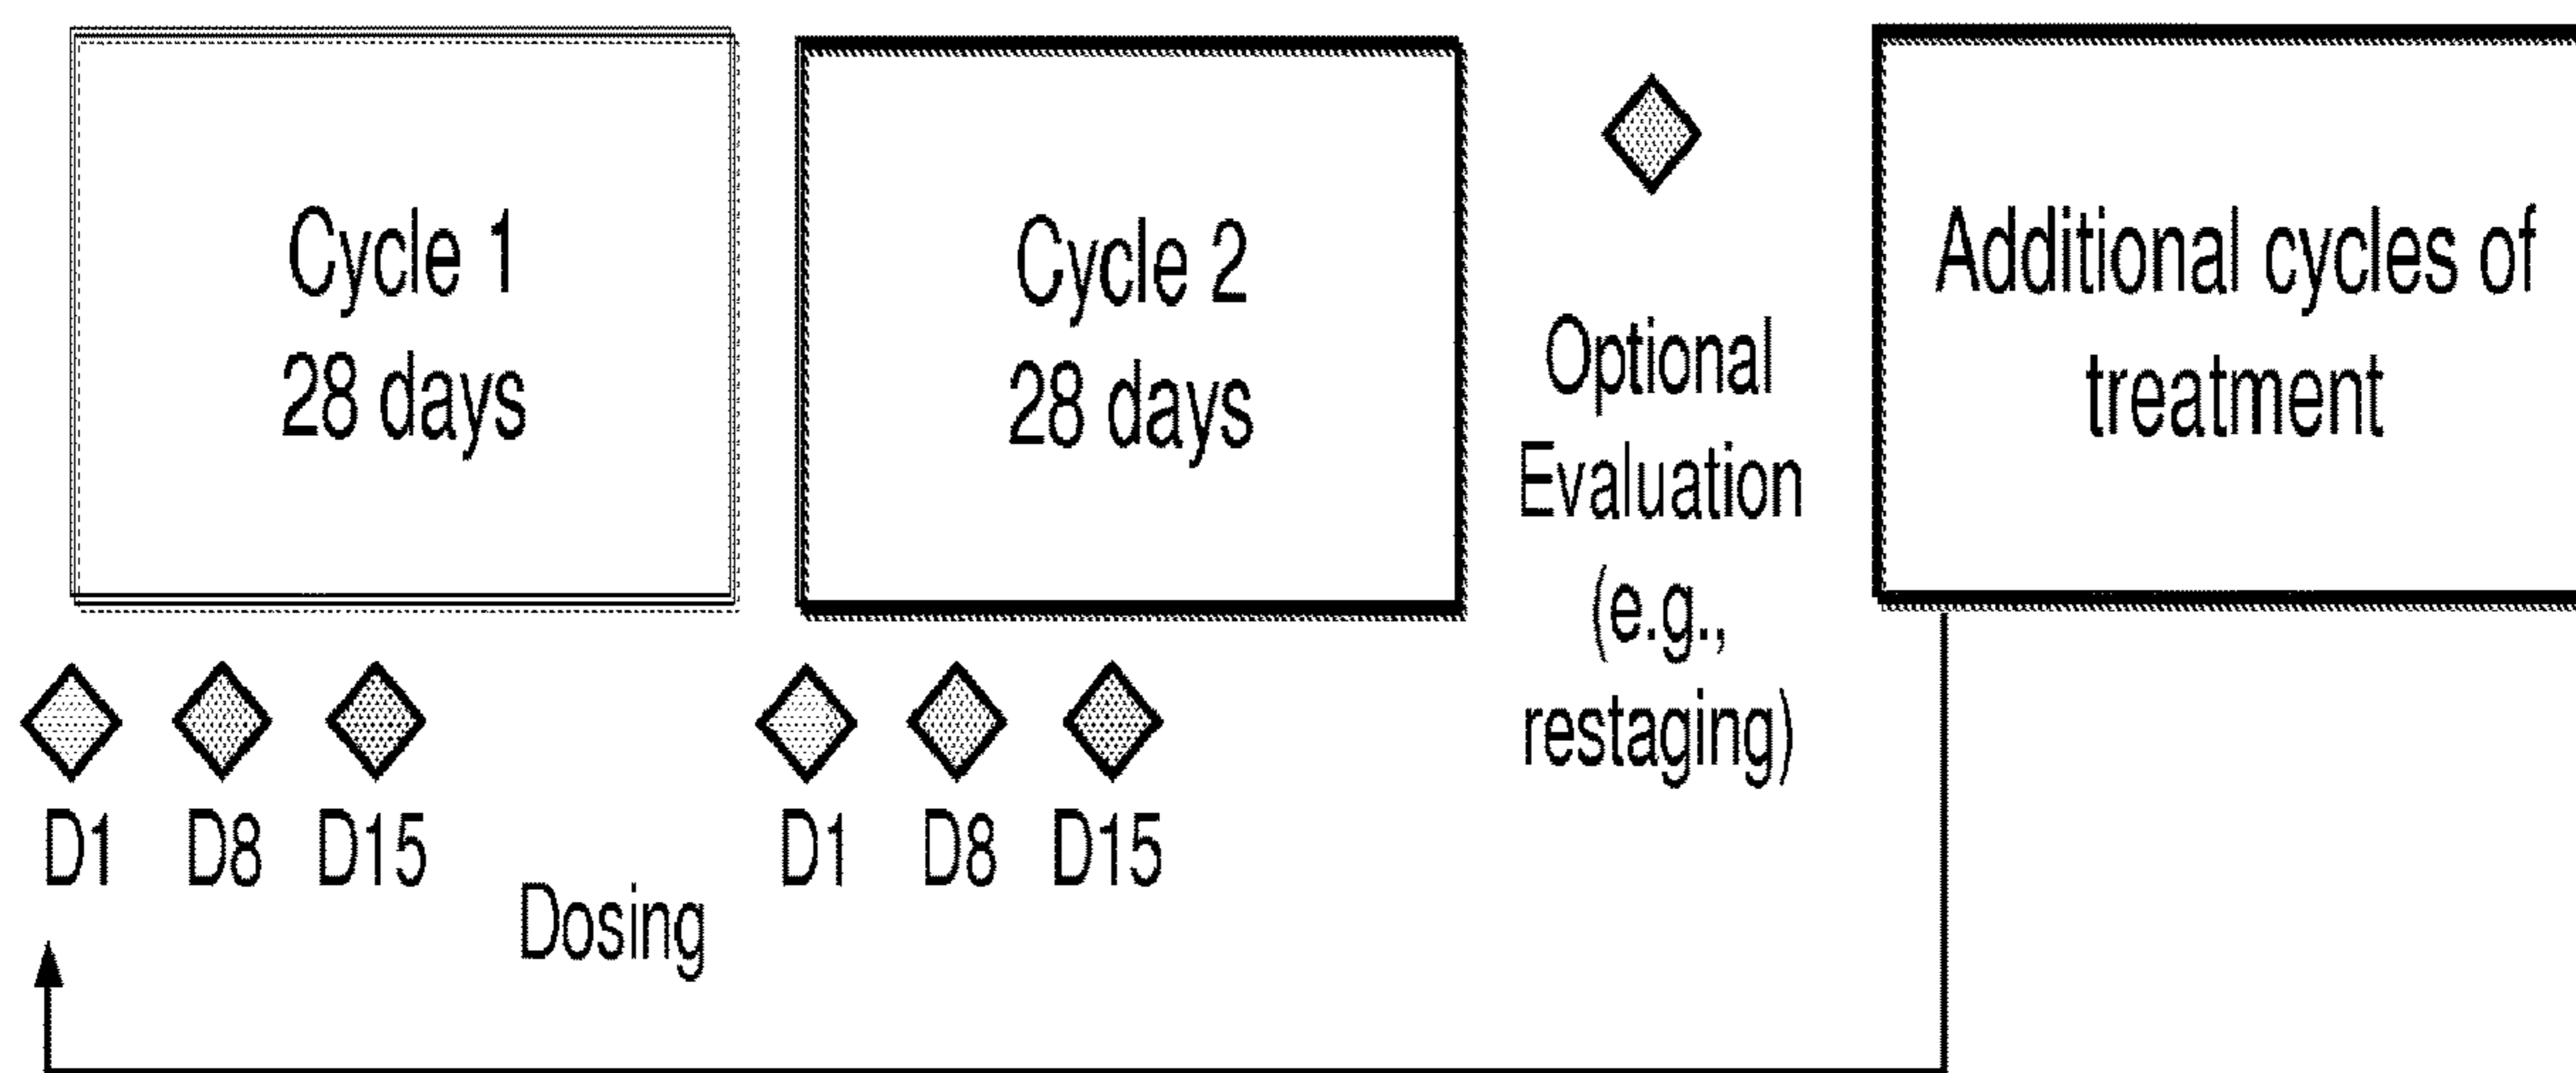 Cycle 1
28 days
Cycle 2
28 days
Optional
Evaluation
(e.g.,
restaging)
Additional cycles of
treatment
D1 D8 D15
Dosing
D1 D8 D15